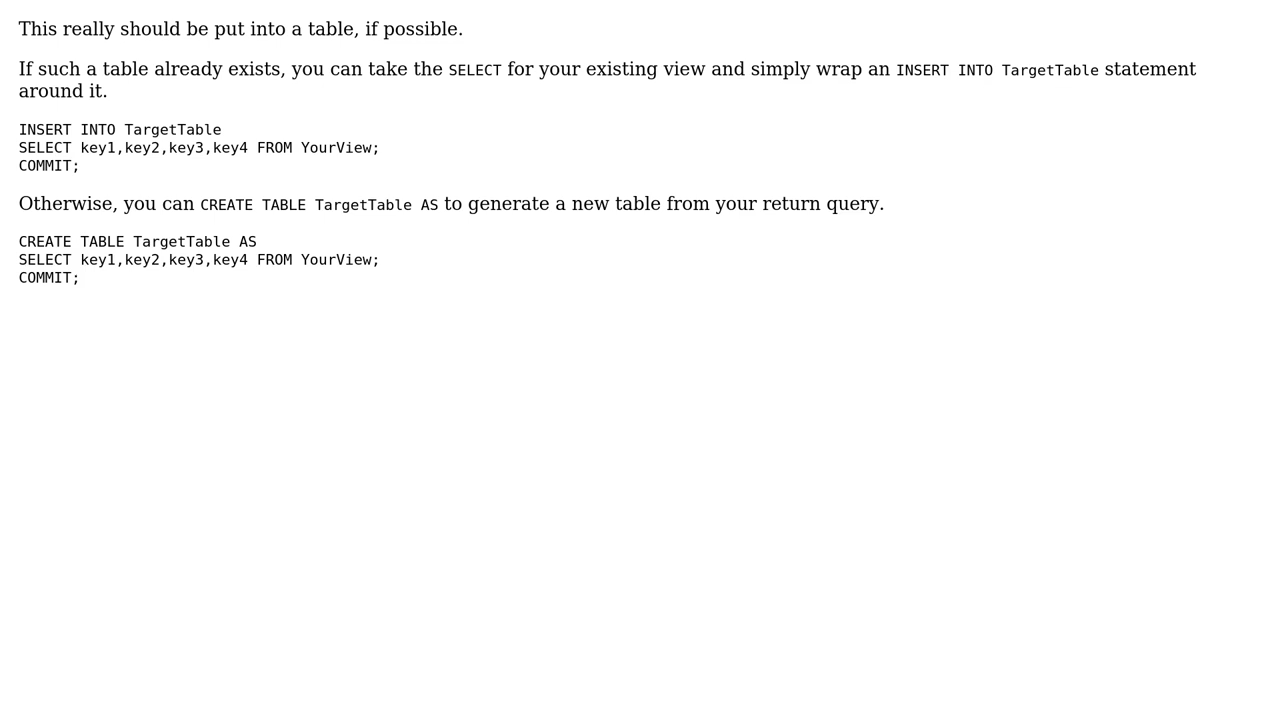 This really should be put into a table, if possible.
If such a table already exists, you can take the SELECT for your existing view and simply wrap an INSERT INTO TargetTable statement
around it.
INSERT INTO TargetTable
SELECT key1,key2,key3,key4 FROM YourView;
COMMIT;
Otherwise, you can CREATE TABLE TargetTable AS to generate a new table from your return query.
CREATE TABLE TargetTable AS
SELECT key1,key2,key3,key4 FROM YourView;
COMMIT;